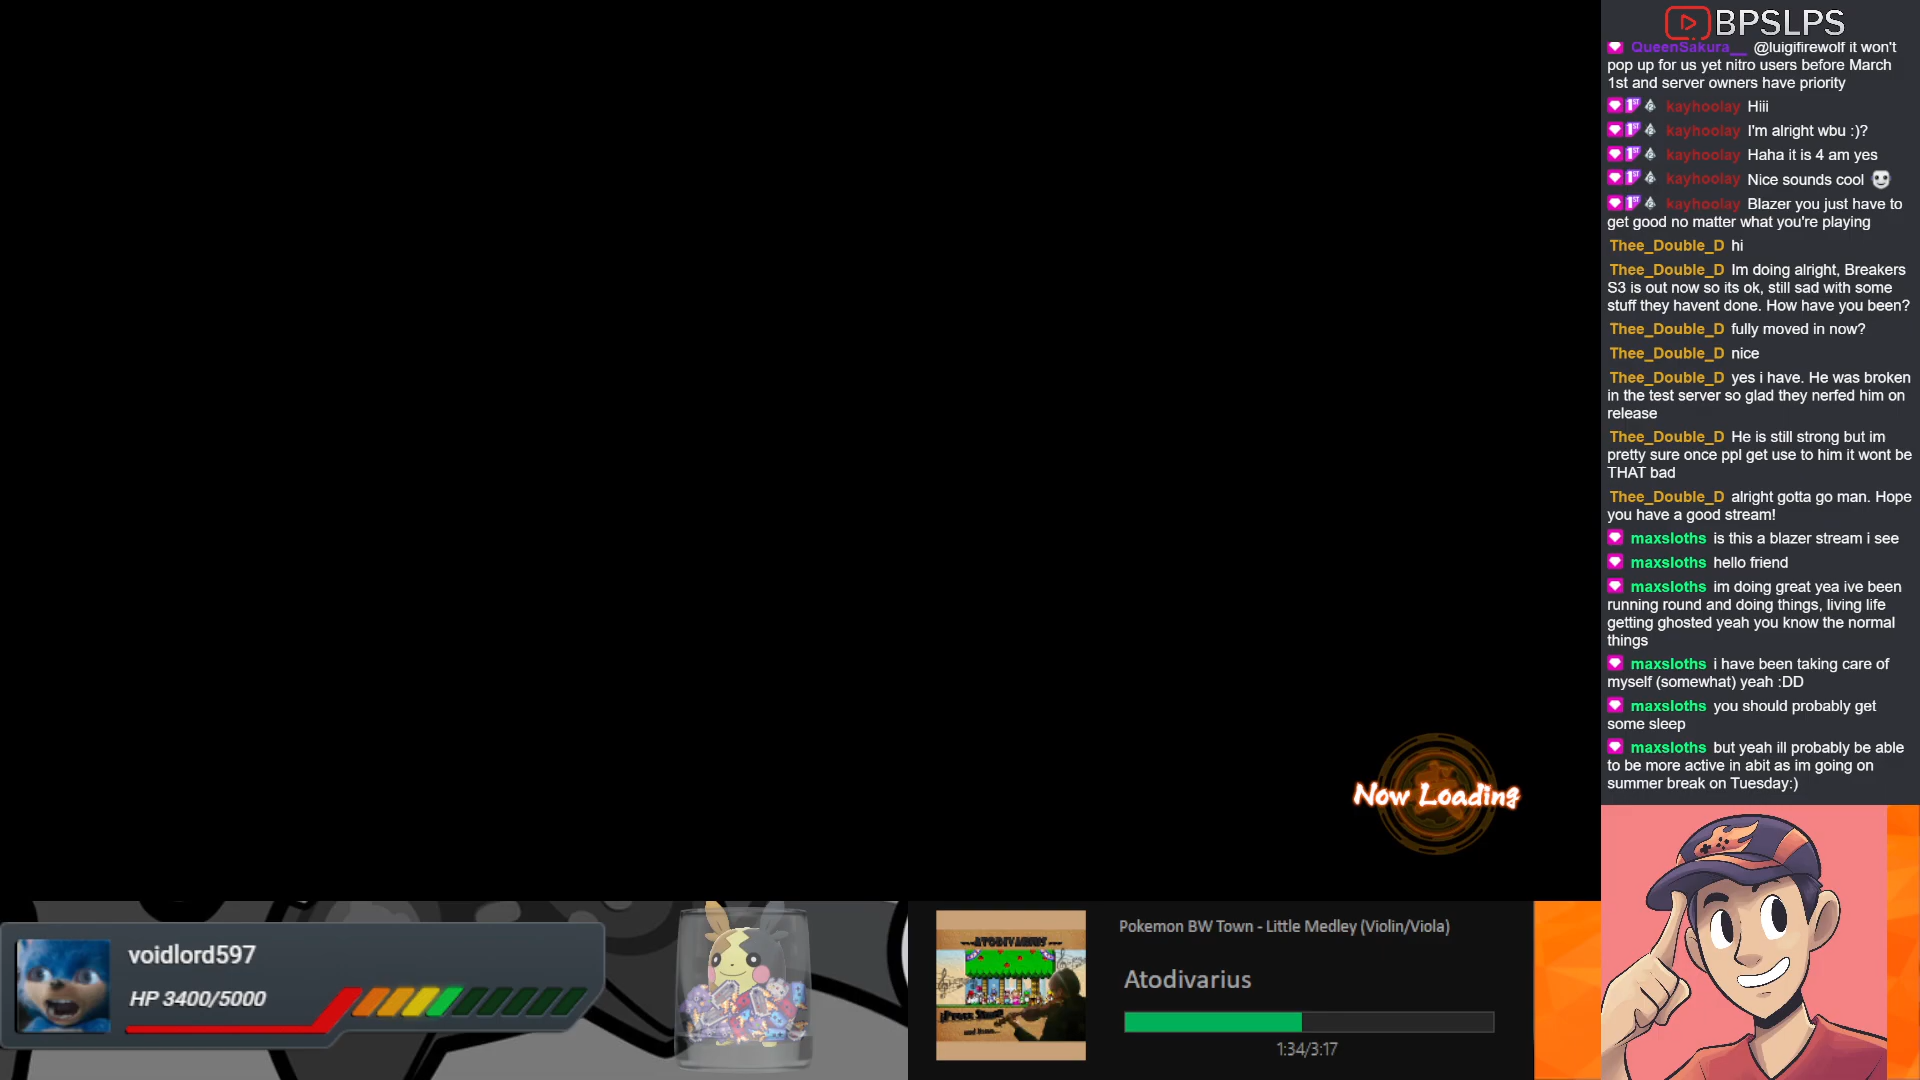 BPSLPS
QueenSakura__ @luigifirewolf it won't
pop up for us yet nitro users before March
1st and server owners have priority
kayhoolay Hiii
kayhoolay I'm alright wbu :)?
kayhoolay Haha it is 4 am yes
kayhoolay Nice sounds cool
kayhoolay Blazer you just have to
get good no matter what you're playing
Thee_Double_D hi
Thee_Double_D Im doing alright, Breakers
S3 is out now so its ok, still sad with some
stuff they havent done. How have you been?
Thee_Double_D fully moved in now?
Thee_Double_D nice
Thee_Double_D yes i have. He was broken
in the test server so glad they nerfed him on
release
Thee_Double_D He is still strong but im
pretty sure once ppl get use to him it wont be
THAT bad
Thee_Double_D alright gotta go man. Hope
you have a good stream!
maxsloths is this a blazer stream i see
maxsloths hello friend
maxsloths im doing great yea ive been
running round and doing things, living life
getting ghosted yeah you know the normal
things
maxsloths i have been taking care of
myself (somewhat) yeah :DD
maxsloths you should probably get
some sleep
maxsloths but yeah ill probably be able
to be more active in abit as im going on
summer break on Tuesday:)
Now Loading
voidlord597
HP 3400/5000
ATODIVARIUS
Pokemon BW Town - Little Medley (Violin/Viola)
Atodivarius
1:34/3:17